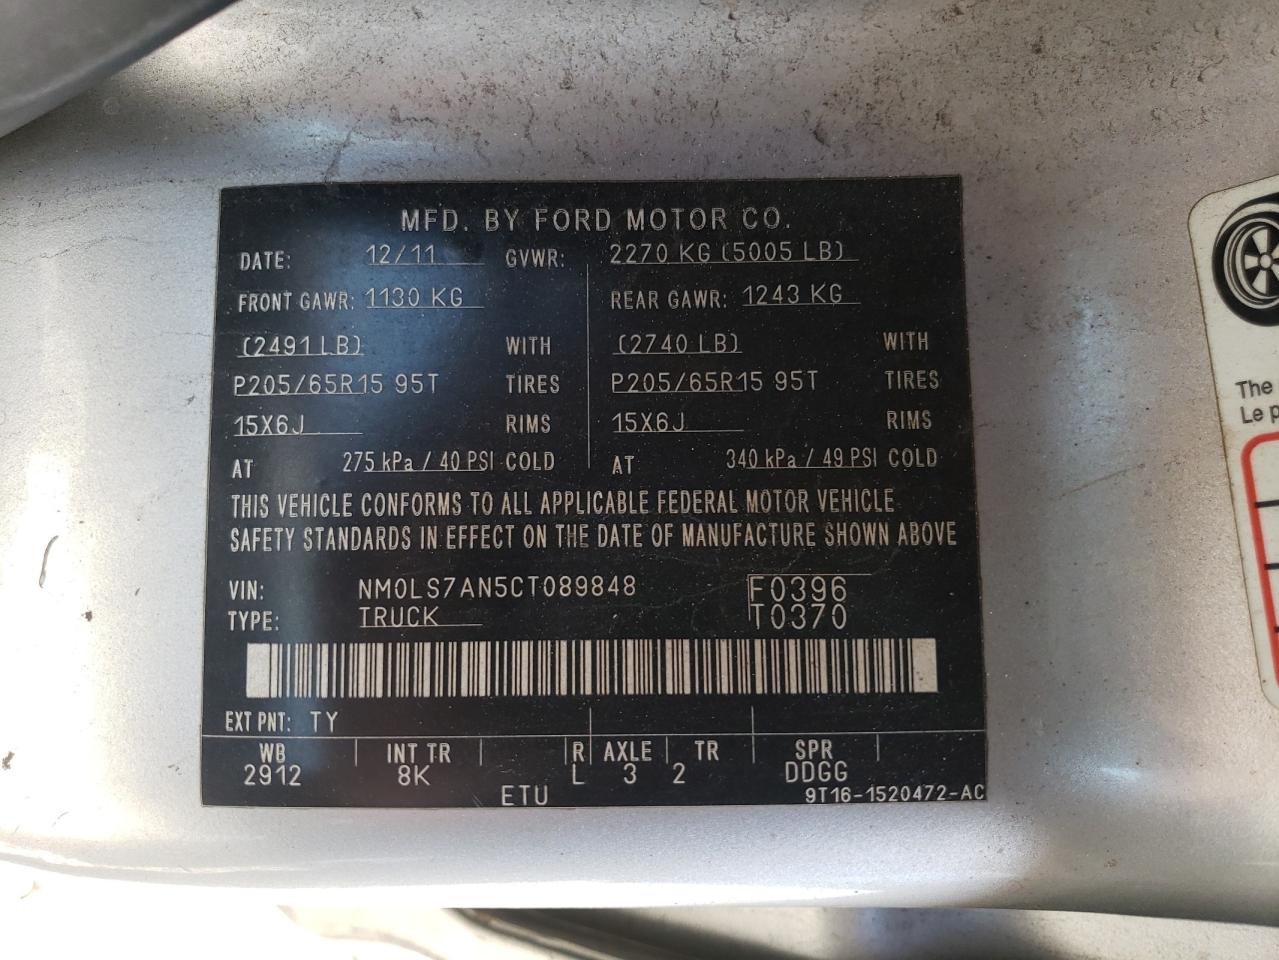 MFD. BY FORD MOTOR CO.
DATE: 12/11 GVWR: 2270 KG (5005 LB)
FRONT GAWR: 1130 KG REAR GAWR: 1243 KG
(2491 LB) WITH (2740 LB) WITH
P205/65R15 95T TIRES P205/65R15 95T TIRES
15X6J RIMS 15X6J RIMS
AT 275 kPa / 40 PSI COLD AT 340 kPa / 49 PSI COLD
THIS VEHICLE CONFORMS TO ALL APPLICABLE FEDERAL MOTOR VEHICLE
SAFETY STANDARDS IN EFFECT ON THE DATE OF MANUFACTURE SHOWN ABOVE
VIN: NM0LS7AN5CT089848 F0396
TYPE: TRUCK T0370
EXT PNT: TY
WB INT TR R AXLE TR SPR
2912 8K L 3 2 DDGG
ETU 9T16-1520472-AC
The
Le